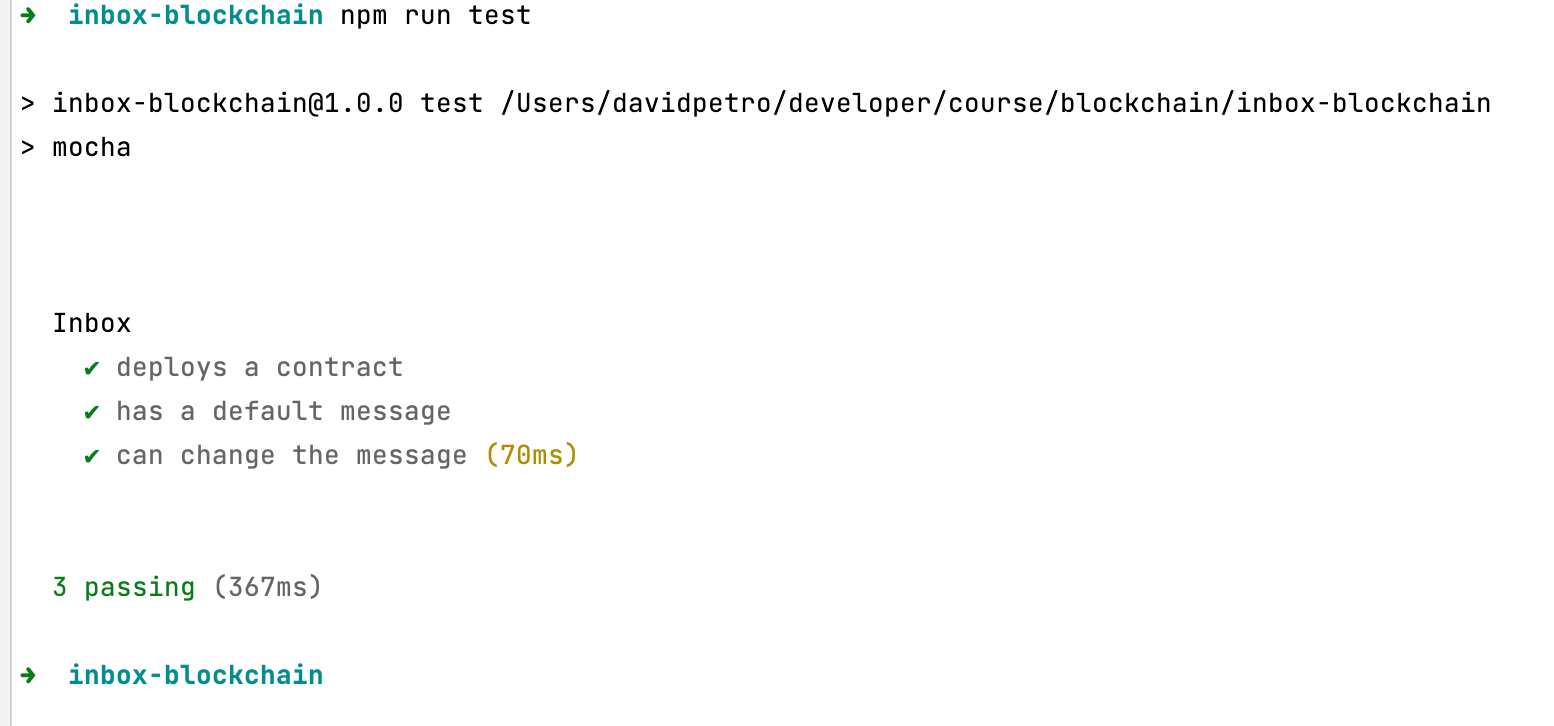 ➜  inbox-blockchain npm run test
> inbox-blockchain@1.0.0 test /Users/davidpetro/developer/course/blockchain/inbox-blockchain
> mocha
Inbox
✔ deploys a contract
✔ has a default message
✔ can change the message (70ms)
3 passing (367ms)
➜  inbox-blockchain